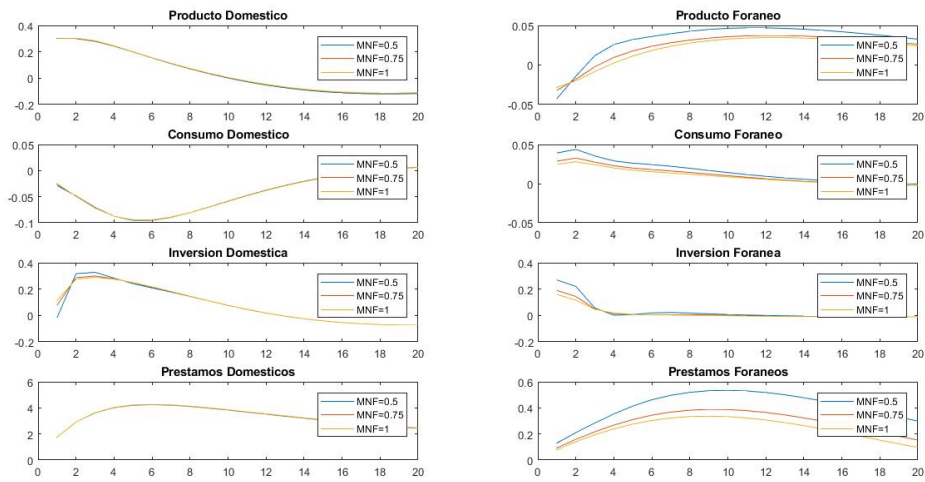 Producto Domestico
0.4
0.2
0
-0.2
0 2 4 6 8 10 12 14 16 18 20
MNF=0.5
MNF=0.75
MNF=1
Producto Foraneo
0.05
0
-0.05
0 2 4 6 8 10 12 14 16 18 20
MNF=0.5
MNF=0.75
MNF=1
Consumo Domestico
0.05
0
-0.05
-0.1
0 2 4 6 8 10 12 14 16 18 20
MNF=0.5
MNF=0.75
MNF=1
Consumo Foraneo
0.05
0
-0.05
0 2 4 6 8 10 12 14 16 18 20
MNF=0.5
MNF=0.75
MNF=1
Inversion Domestica
0.4
0.2
0
-0.2
0 2 4 6 8 10 12 14 16 18 20
MNF=0.5
MNF=0.75
MNF=1
Inversion Foranea
0.4
0.2
0
-0.2
0 2 4 6 8 10 12 14 16 18 20
MNF=0.5
MNF=0.75
MNF=1
Prestamos Domesticos
6
4
2
0
0 2 4 6 8 10 12 14 16 18 20
MNF=0.5
MNF=0.75
MNF=1
Prestamos Foraneos
0.6
0.4
0.2
0
0 2 4 6 8 10 12 14 16 18 20
MNF=0.5
MNF=0.75
MNF=1